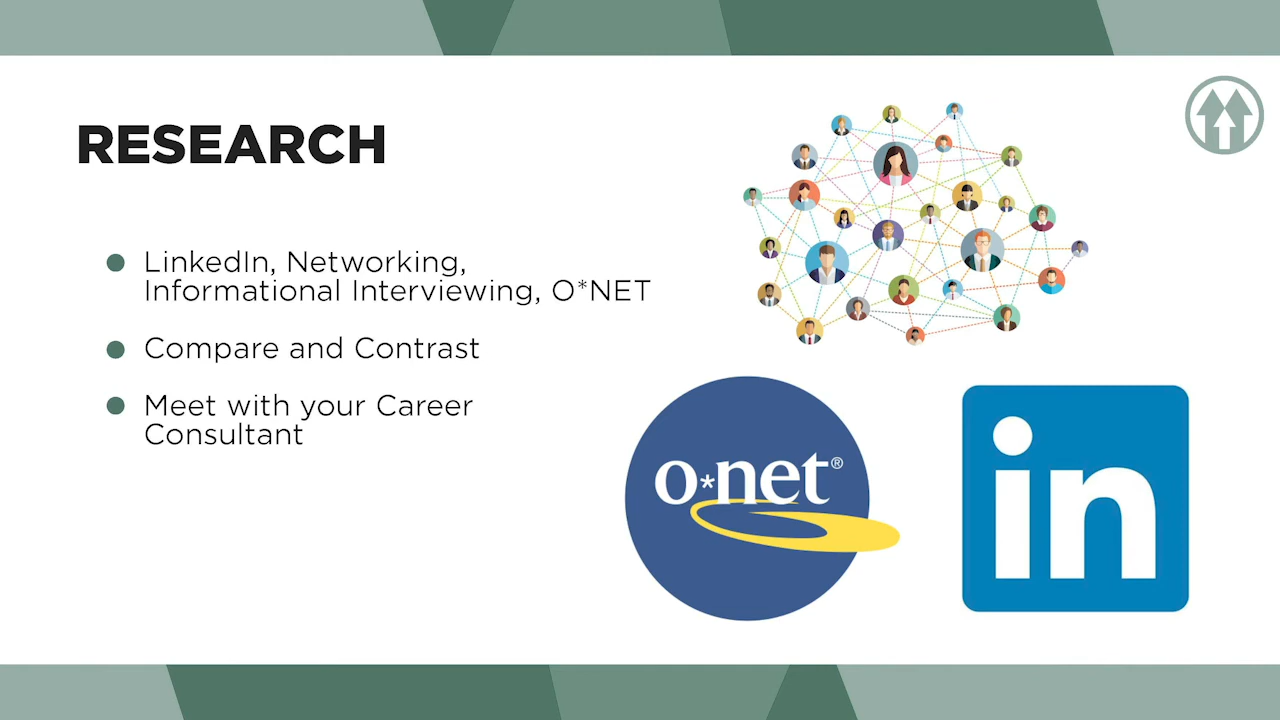 RESEARCH
LinkedIn, Networking,
Informational Interviewing, O*NET
Compare and Contrast
Meet with your Career
Consultant
o*net®
in